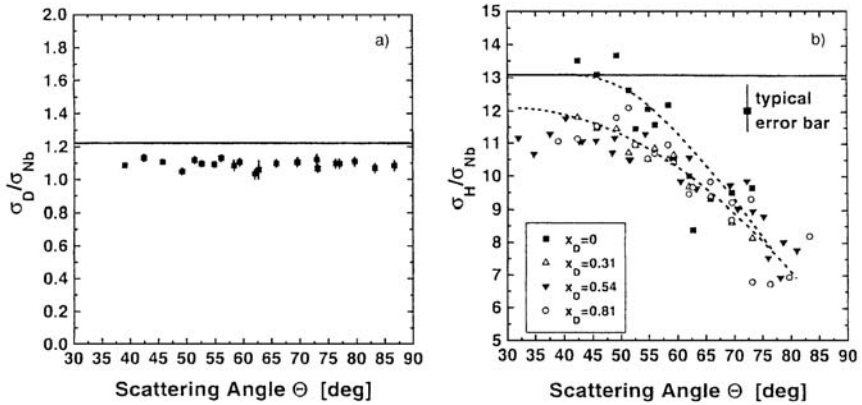 a)
2.0
1.8
1.6
1.4
1.2
1.0
0.8
0.6
0.4
0.2
0.0
σD/σNb
30 35 40 45 50 55 60 65 70 75 80 85 90
Scattering Angle Θ [deg]
b)
15
14
13
12
11
10
9
8
7
6
5
σH/σNb
typical
error bar
xD=0
xD=0.31
xD=0.54
xD=0.81
30 35 40 45 50 55 60 65 70 75 80 85 90
Scattering Angle Θ [deg]